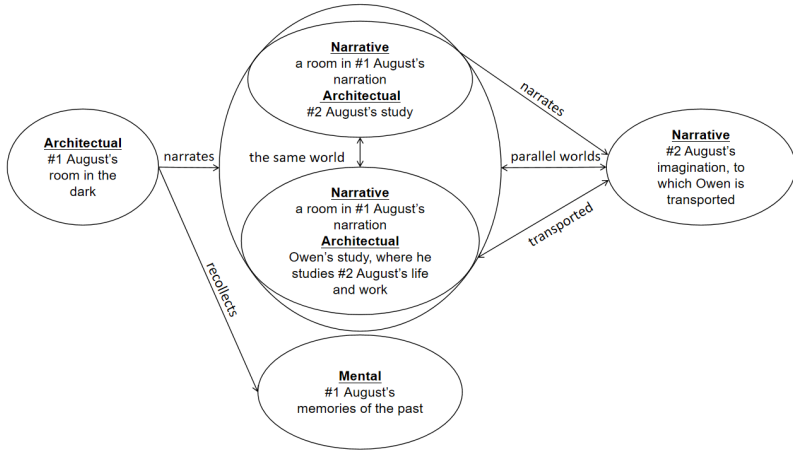 Narrative
a room in #1 August's
narration
Architectual
#2 August's study
narrates
Architectual
#1 August's
room in the
dark
narrates
the same world
parallel worlds
Narrative
#2 August's
imagination, to
which Owen is
transported
Narrative
a room in #1 August's
narration
Architectual
Owen's study, where he
studies #2 August's life
and work
transported
recollects
Mental
#1 August's
memories of the past